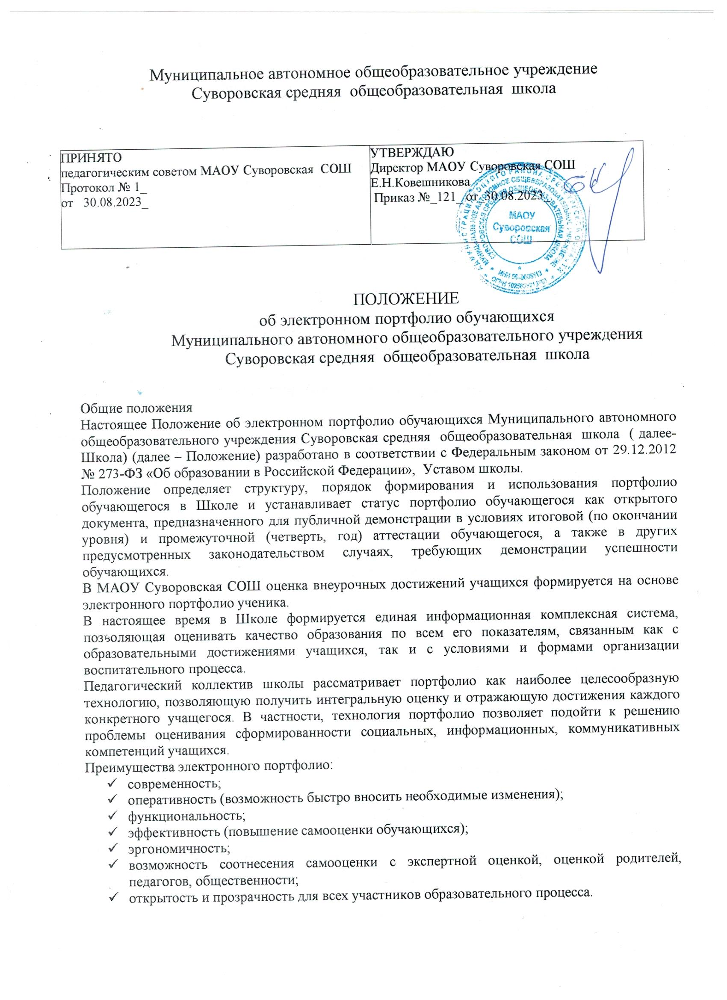 Муниципальное автономное общеобразовательное учреждение
Суворовская средняя общеобразовательная школа
ПРИНЯТО
педагогическим советом МАОУ Суворовская СОШ
Протокол № 1_
от 30.08.2023_
УТВЕРЖДАЮ
Директор МАОУ Суворовская СОШ
Е.Н.Ковешникова
Приказ №_121_ от_30.08.2023_
МАОУ
Суворовская
СОШ
ПОЛОЖЕНИЕ
об электронном портфолио обучающихся
Муниципального автономного общеобразовательного учреждения
Суворовская средняя общеобразовательная школа
Общие положения
Настоящее Положение об электронном портфолио обучающихся Муниципального автономного
общеобразовательного учреждения Суворовская средняя общеобразовательная школа ( далее-
Школа) (далее – Положение) разработано в соответствии с Федеральным законом от 29.12.2012
№ 273-ФЗ «Об образовании в Российской Федерации», Уставом школы.
Положение определяет структуру, порядок формирования и использования портфолио
обучающегося в Школе и устанавливает статус портфолио обучающегося как открытого
документа, предназначенного для публичной демонстрации в условиях итоговой (по окончании
уровня) и промежуточной (четверть, год) аттестации обучающегося, а также в других
предусмотренных законодательством случаях, требующих демонстрации успешности
обучающихся.
В МАОУ Суворовская СОШ оценка внеурочных достижений учащихся формируется на основе
электронного портфолио ученика.
В настоящее время в Школе формируется единая информационная комплексная система,
позволяющая оценивать качество образования по всем его показателям, связанным как с
образовательными достижениями учащихся, так и с условиями и формами организации
воспитательного процесса.
Педагогический коллектив школы рассматривает портфолио как наиболее целесообразную
технологию, позволяющую получить интегральную оценку и отражающую достижения каждого
конкретного учащегося. В частности, технология портфолио позволяет подойти к решению
проблемы оценивания сформированности социальных, информационных, коммуникативных
компетенций учащихся.
Преимущества электронного портфолио:
✓ современность;
✓ оперативность (возможность быстро вносить необходимые изменения);
✓ функциональность;
✓ эффективность (повышение самооценки обучающихся);
✓ эргономичность;
✓ возможность соотнесения самооценки с экспертной оценкой, оценкой родителей,
педагогов, общественности;
✓ открытость и прозрачность для всех участников образовательного процесса.